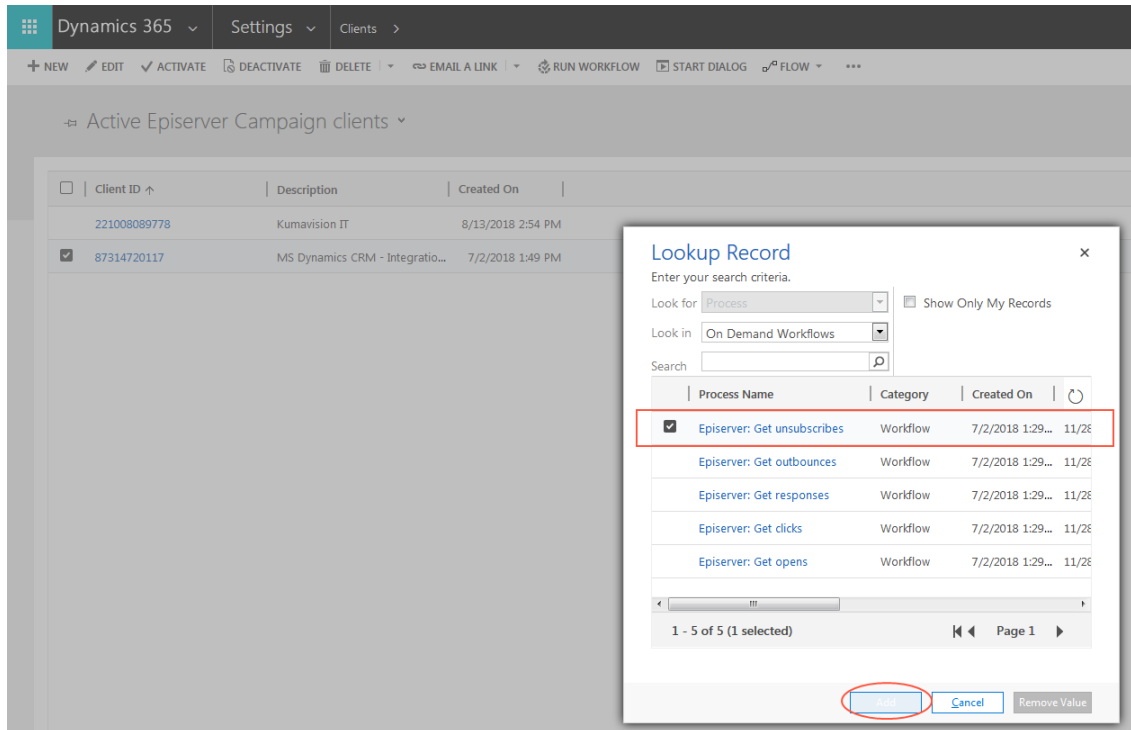 Dynamics 365 Settings Clients
NEW EDIT ACTIVATE DEACTIVATE DELETE EMAIL A LINK RUN WORKFLOW START DIALOG FLOW •••
Active Episerver Campaign clients
Client ID Description Created On
221008089778 Kumavision IT 8/13/2018 2:54 PM
87314720117 MS Dynamics CRM - Integratio... 7/2/2018 1:49 PM
Lookup Record
Enter your search criteria.
Look for Process Show Only My Records
Look in On Demand Workflows
Search
Process Name Category Created On
Episerver: Get unsubscribes Workflow 7/2/2018 1:29... 11/28
Episerver: Get outbounces Workflow 7/2/2018 1:29... 11/28
Episerver: Get responses Workflow 7/2/2018 1:29... 11/28
Episerver: Get clicks Workflow 7/2/2018 1:29... 11/28
Episerver: Get opens Workflow 7/2/2018 1:29... 11/28
1 - 5 of 5 (1 selected) Page 1
Add Cancel Remove Value